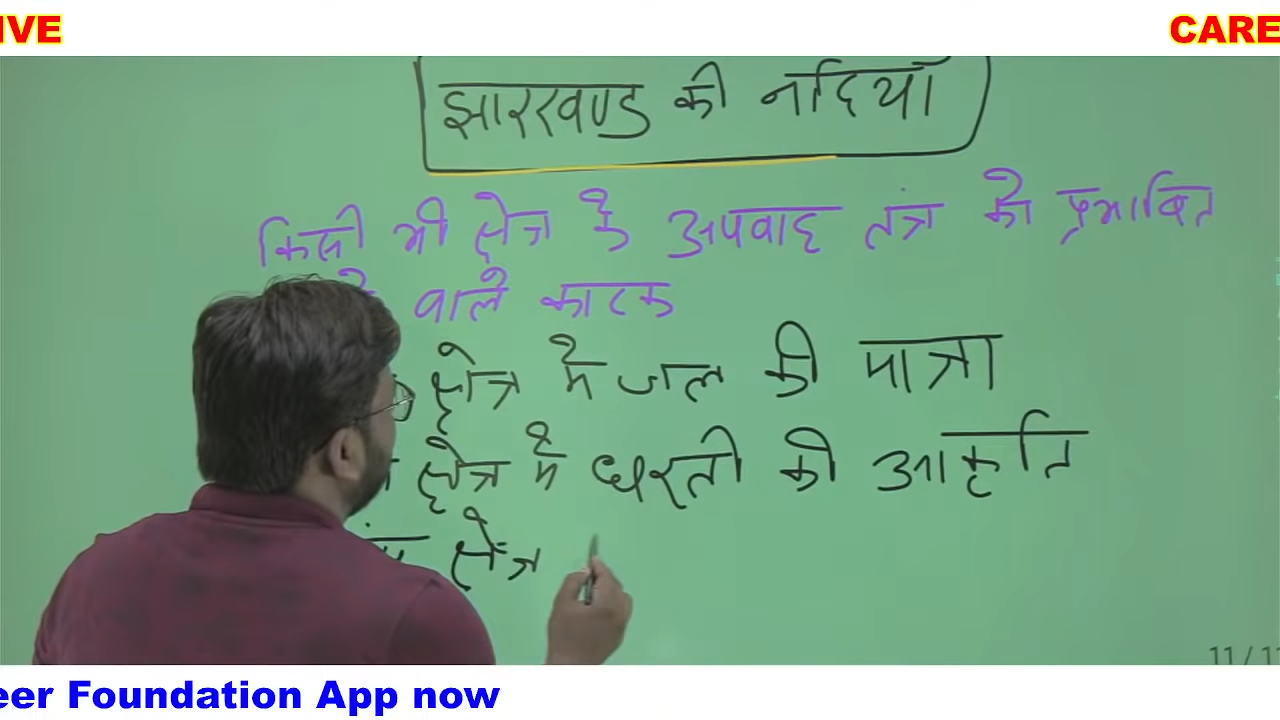 IVE
CARE
झारखण्ड की नदियाँ
किसी भी क्षेत्र के अपवाह तंत्र को प्रभावित
वाले कारक
क्षेत्र में जल की मात्रा
क्षेत्र में धरती की आकृति
क्षेत्र
11/1
eer Foundation App now